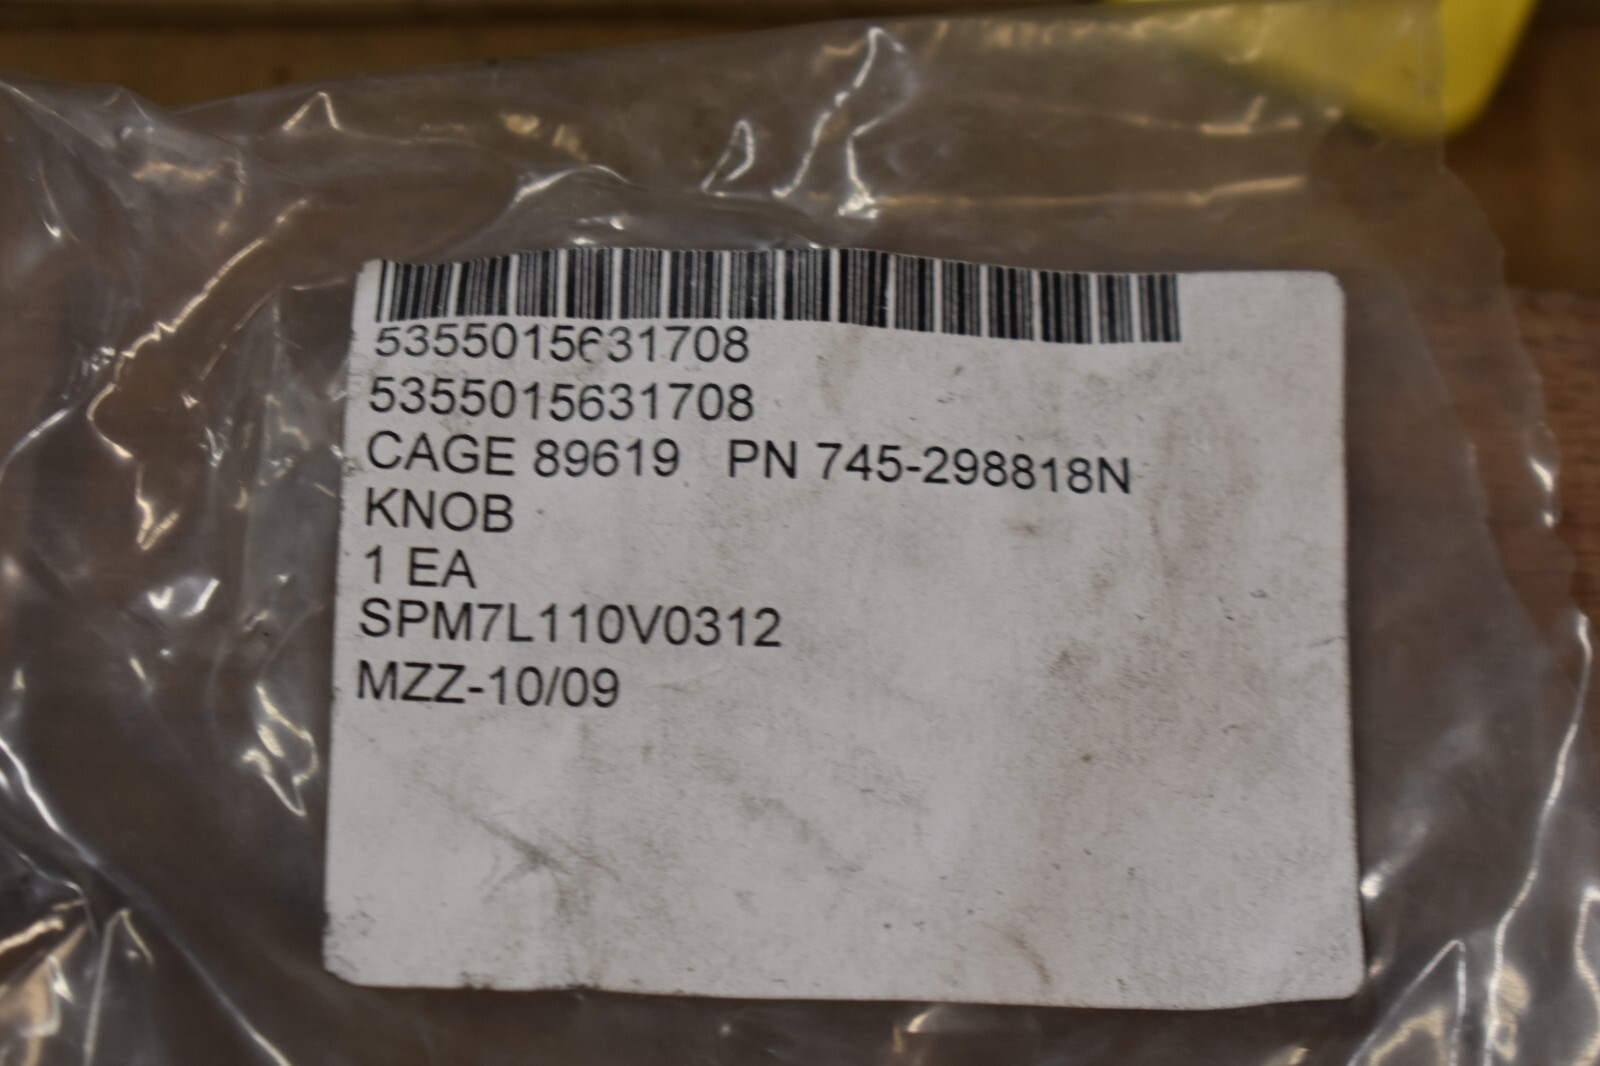 5355015631708
5355015631708
CAGE 89619 PN 745-298818N
KNOB
1 EA
SPM7L110V0312
MZZ-10/09